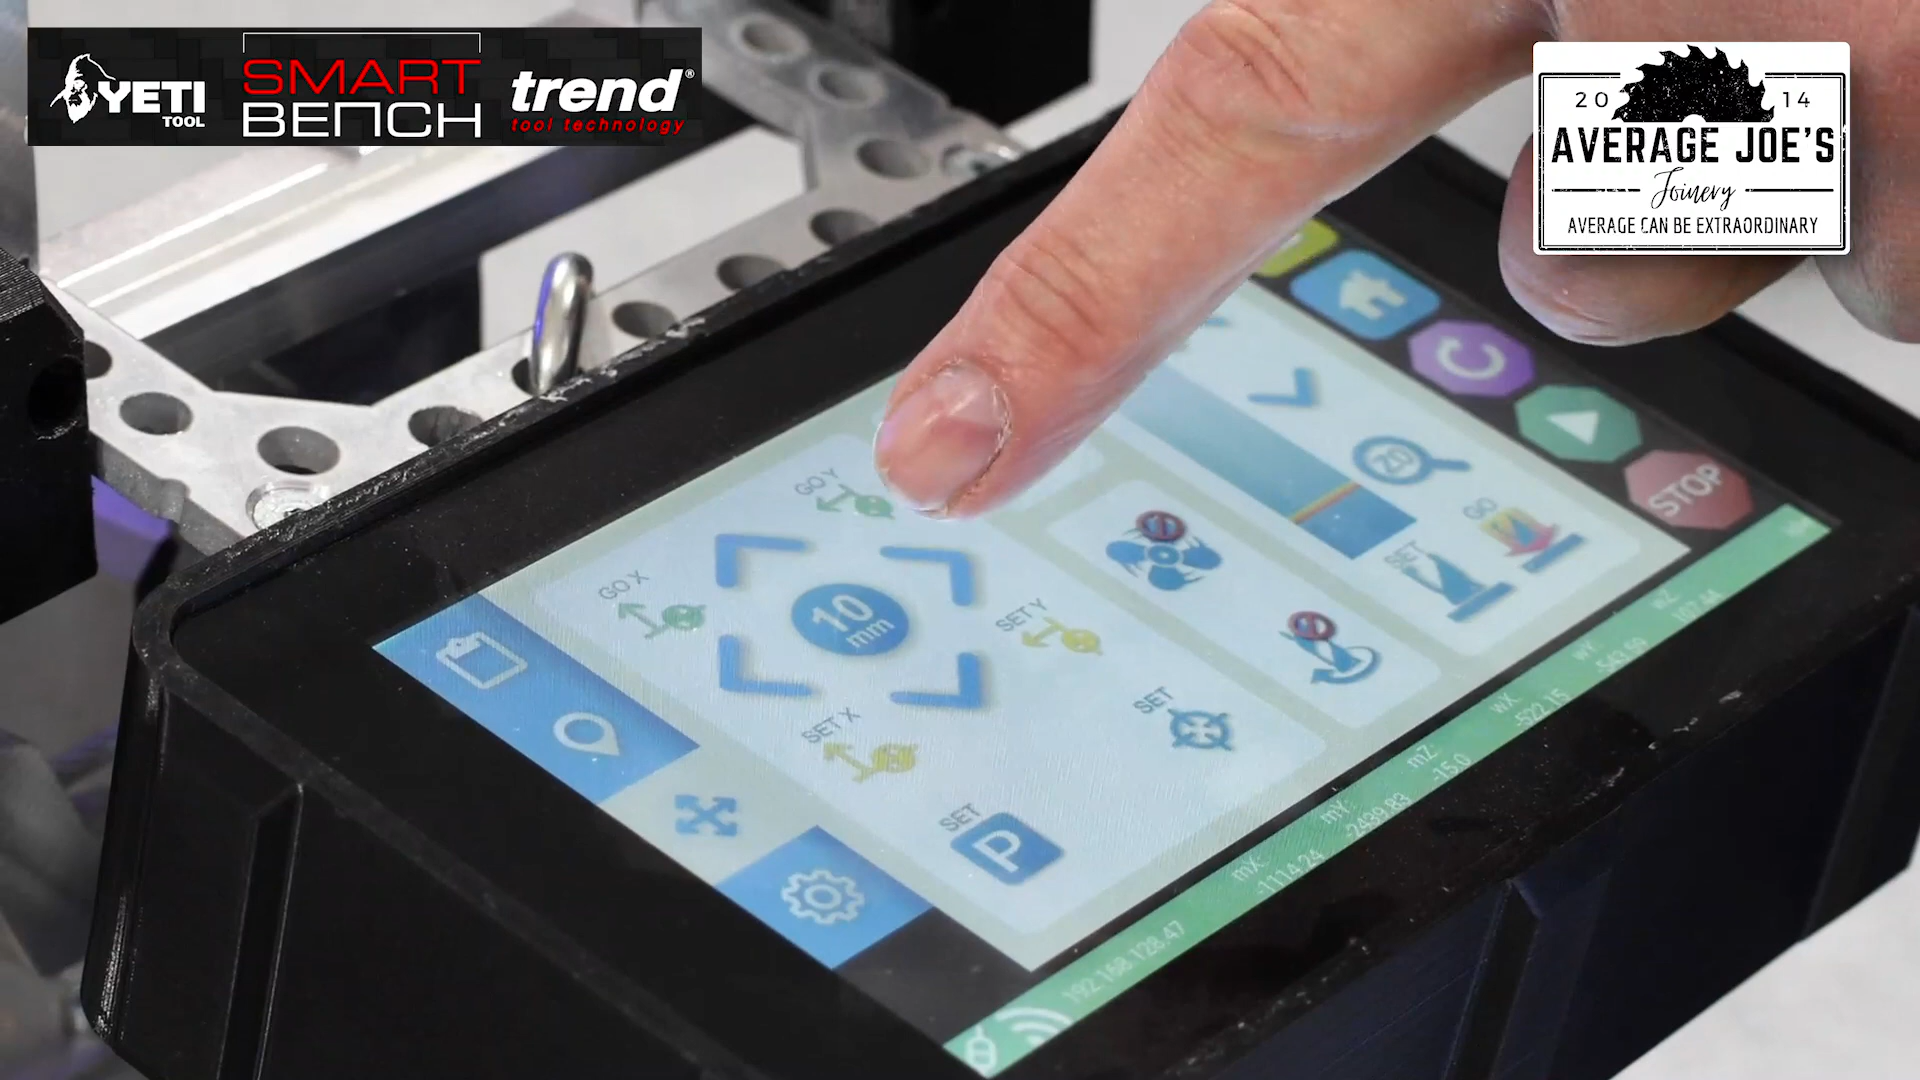 YETI
TOOL
SMART
BENCH
trend®
tool technology
20 14
AVERAGE JOE'S
Joinery
AVERAGE CAN BE EXTRAORDINARY
GO Y
GO X
10
mm
SET Y
SET X
SET
SET
P
20
GO
SET
STOP
192.168.128.47
mX:
-1114.24
mY:
-2439.83
mZ:
-15.0
wX:
-522.15
wY:
-543.59
wZ: